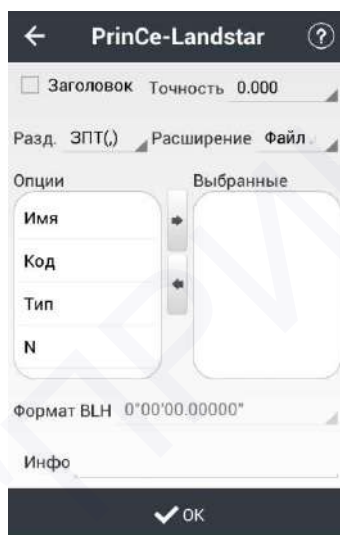 PrinCe-Landstar ?
Заголовок Точность 0.000
Разд. ЗПТ(,) Расширение Файл
Опции Выбранные
Имя
Код
Тип
N
Формат BLH 0°00'00.00000"
Инфо
ОК